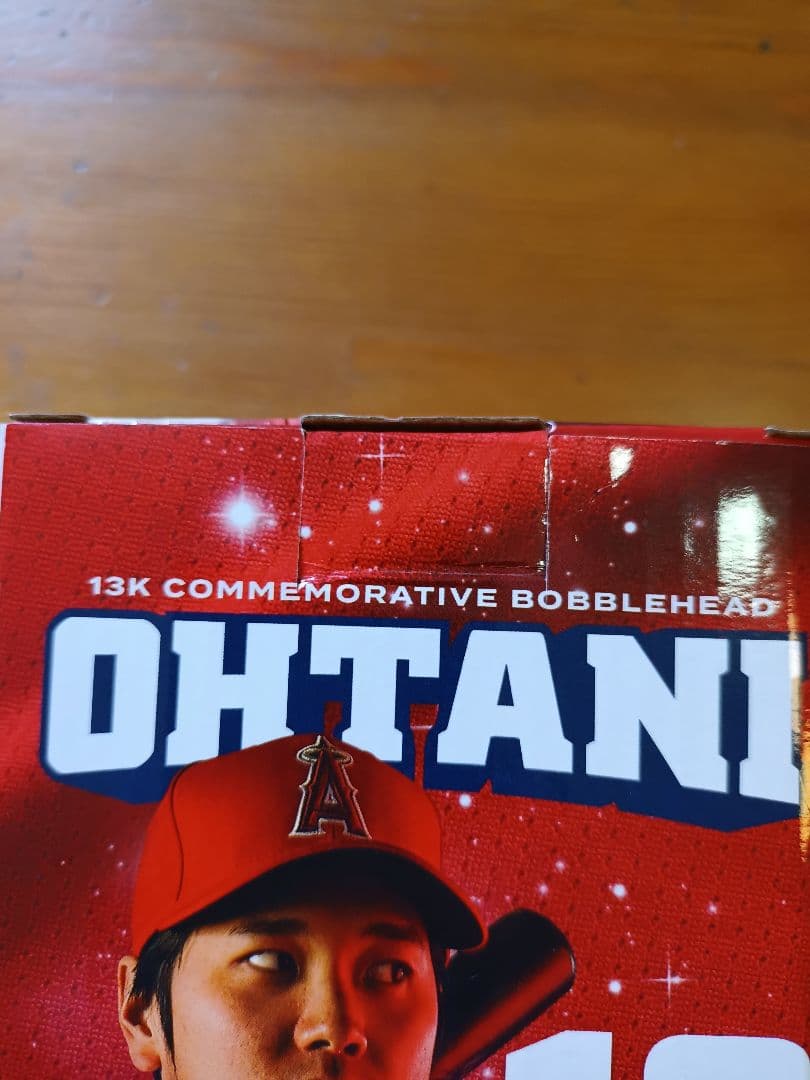 13K COMMEMORATIVE BOBBLEHEAD
OHTANI
A